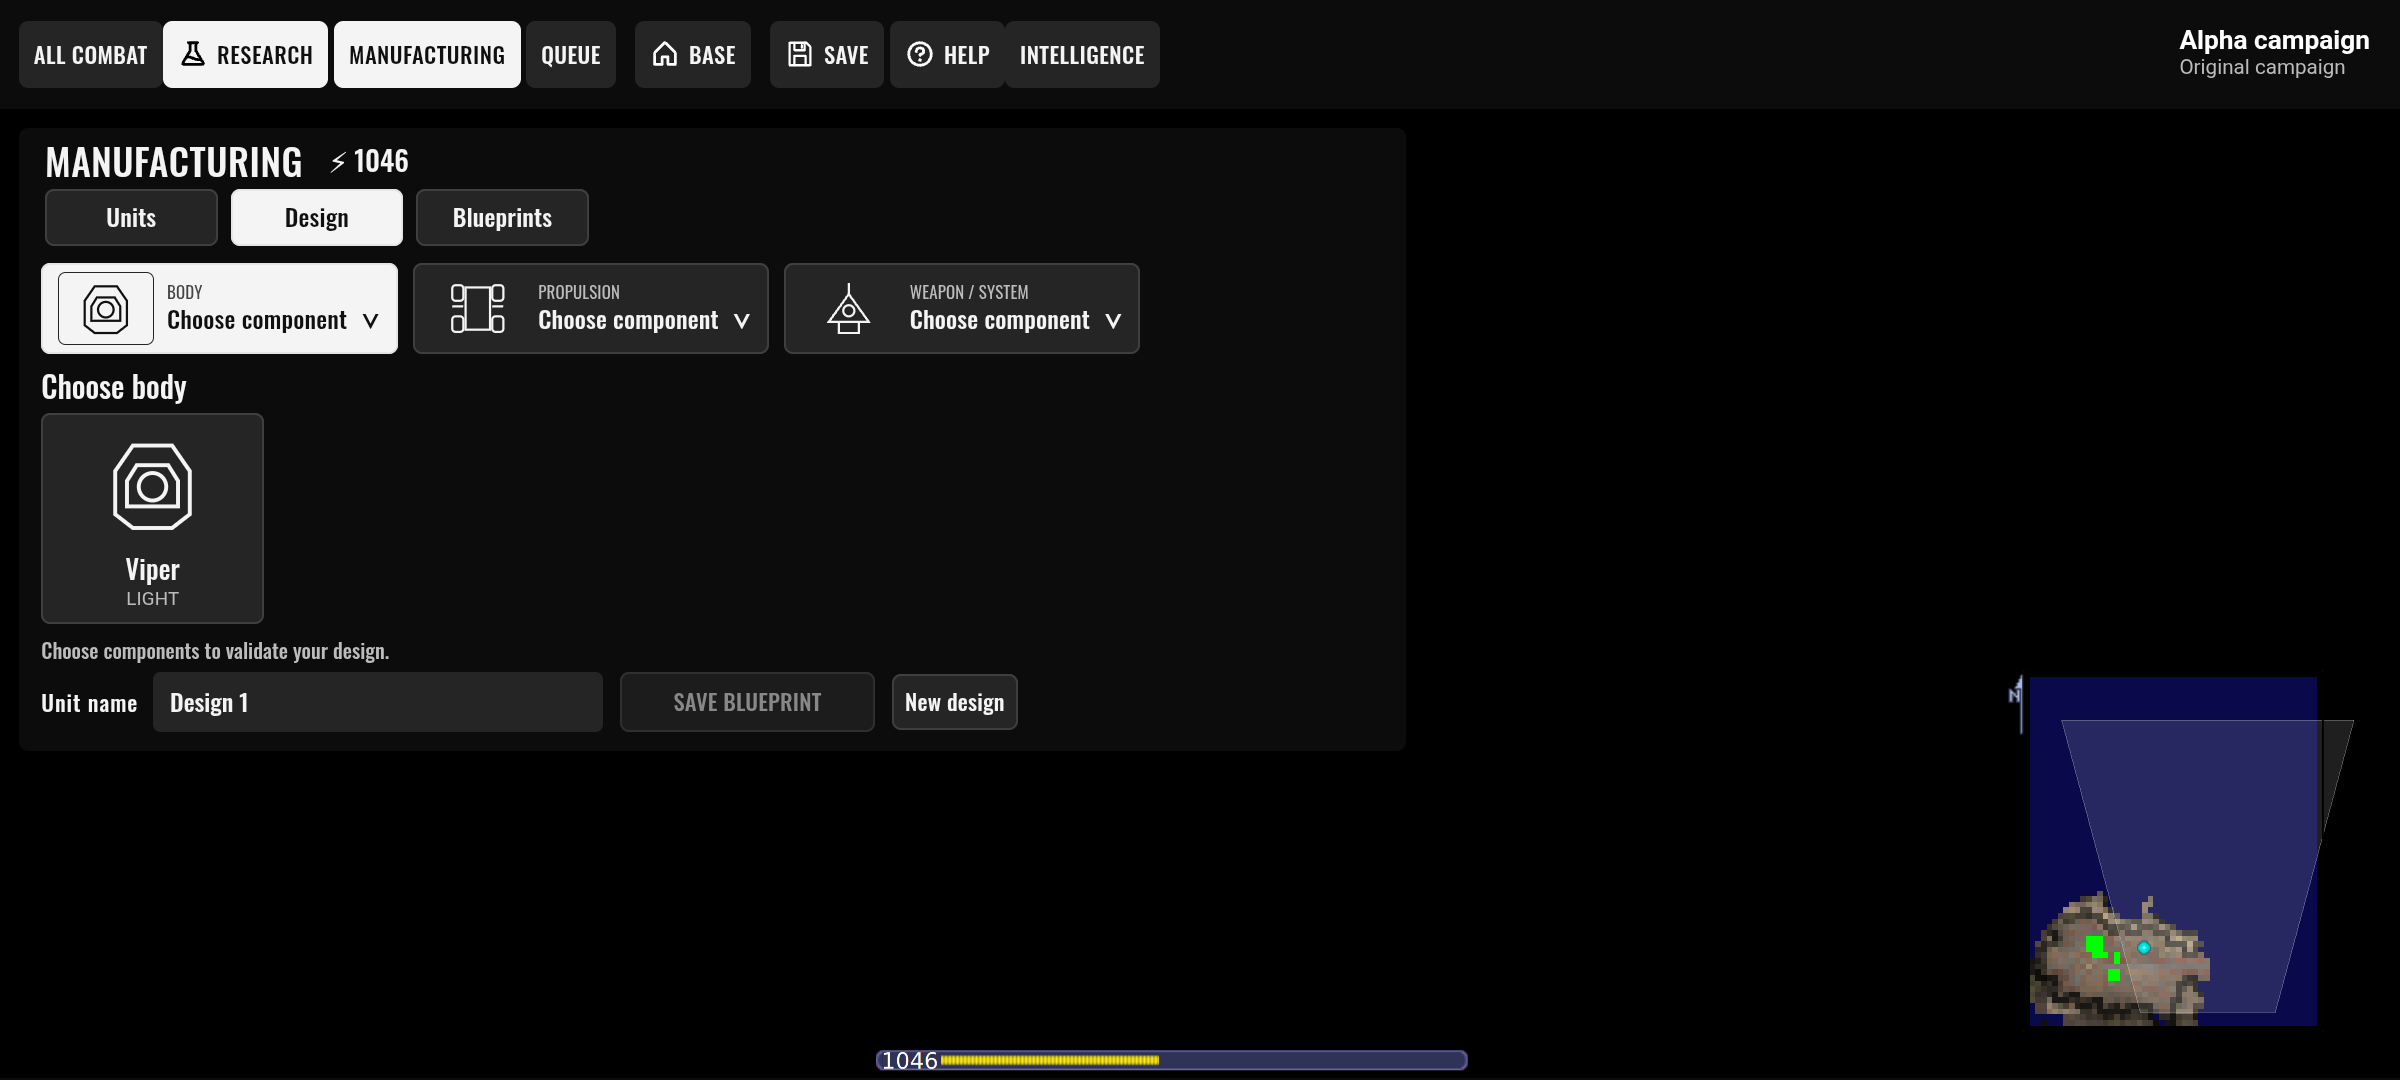 ALL COMBAT RESEARCH MANUFACTURING QUEUE BASE SAVE HELP INTELLIGENCE
Alpha campaign
Original campaign
MANUFACTURING ⚡ 1046
Units Design Blueprints
BODY
Choose component
PROPULSION
Choose component
WEAPON / SYSTEM
Choose component
Choose body
Viper
LIGHT
Choose components to validate your design.
Unit name Design 1 SAVE BLUEPRINT New design
N
1046